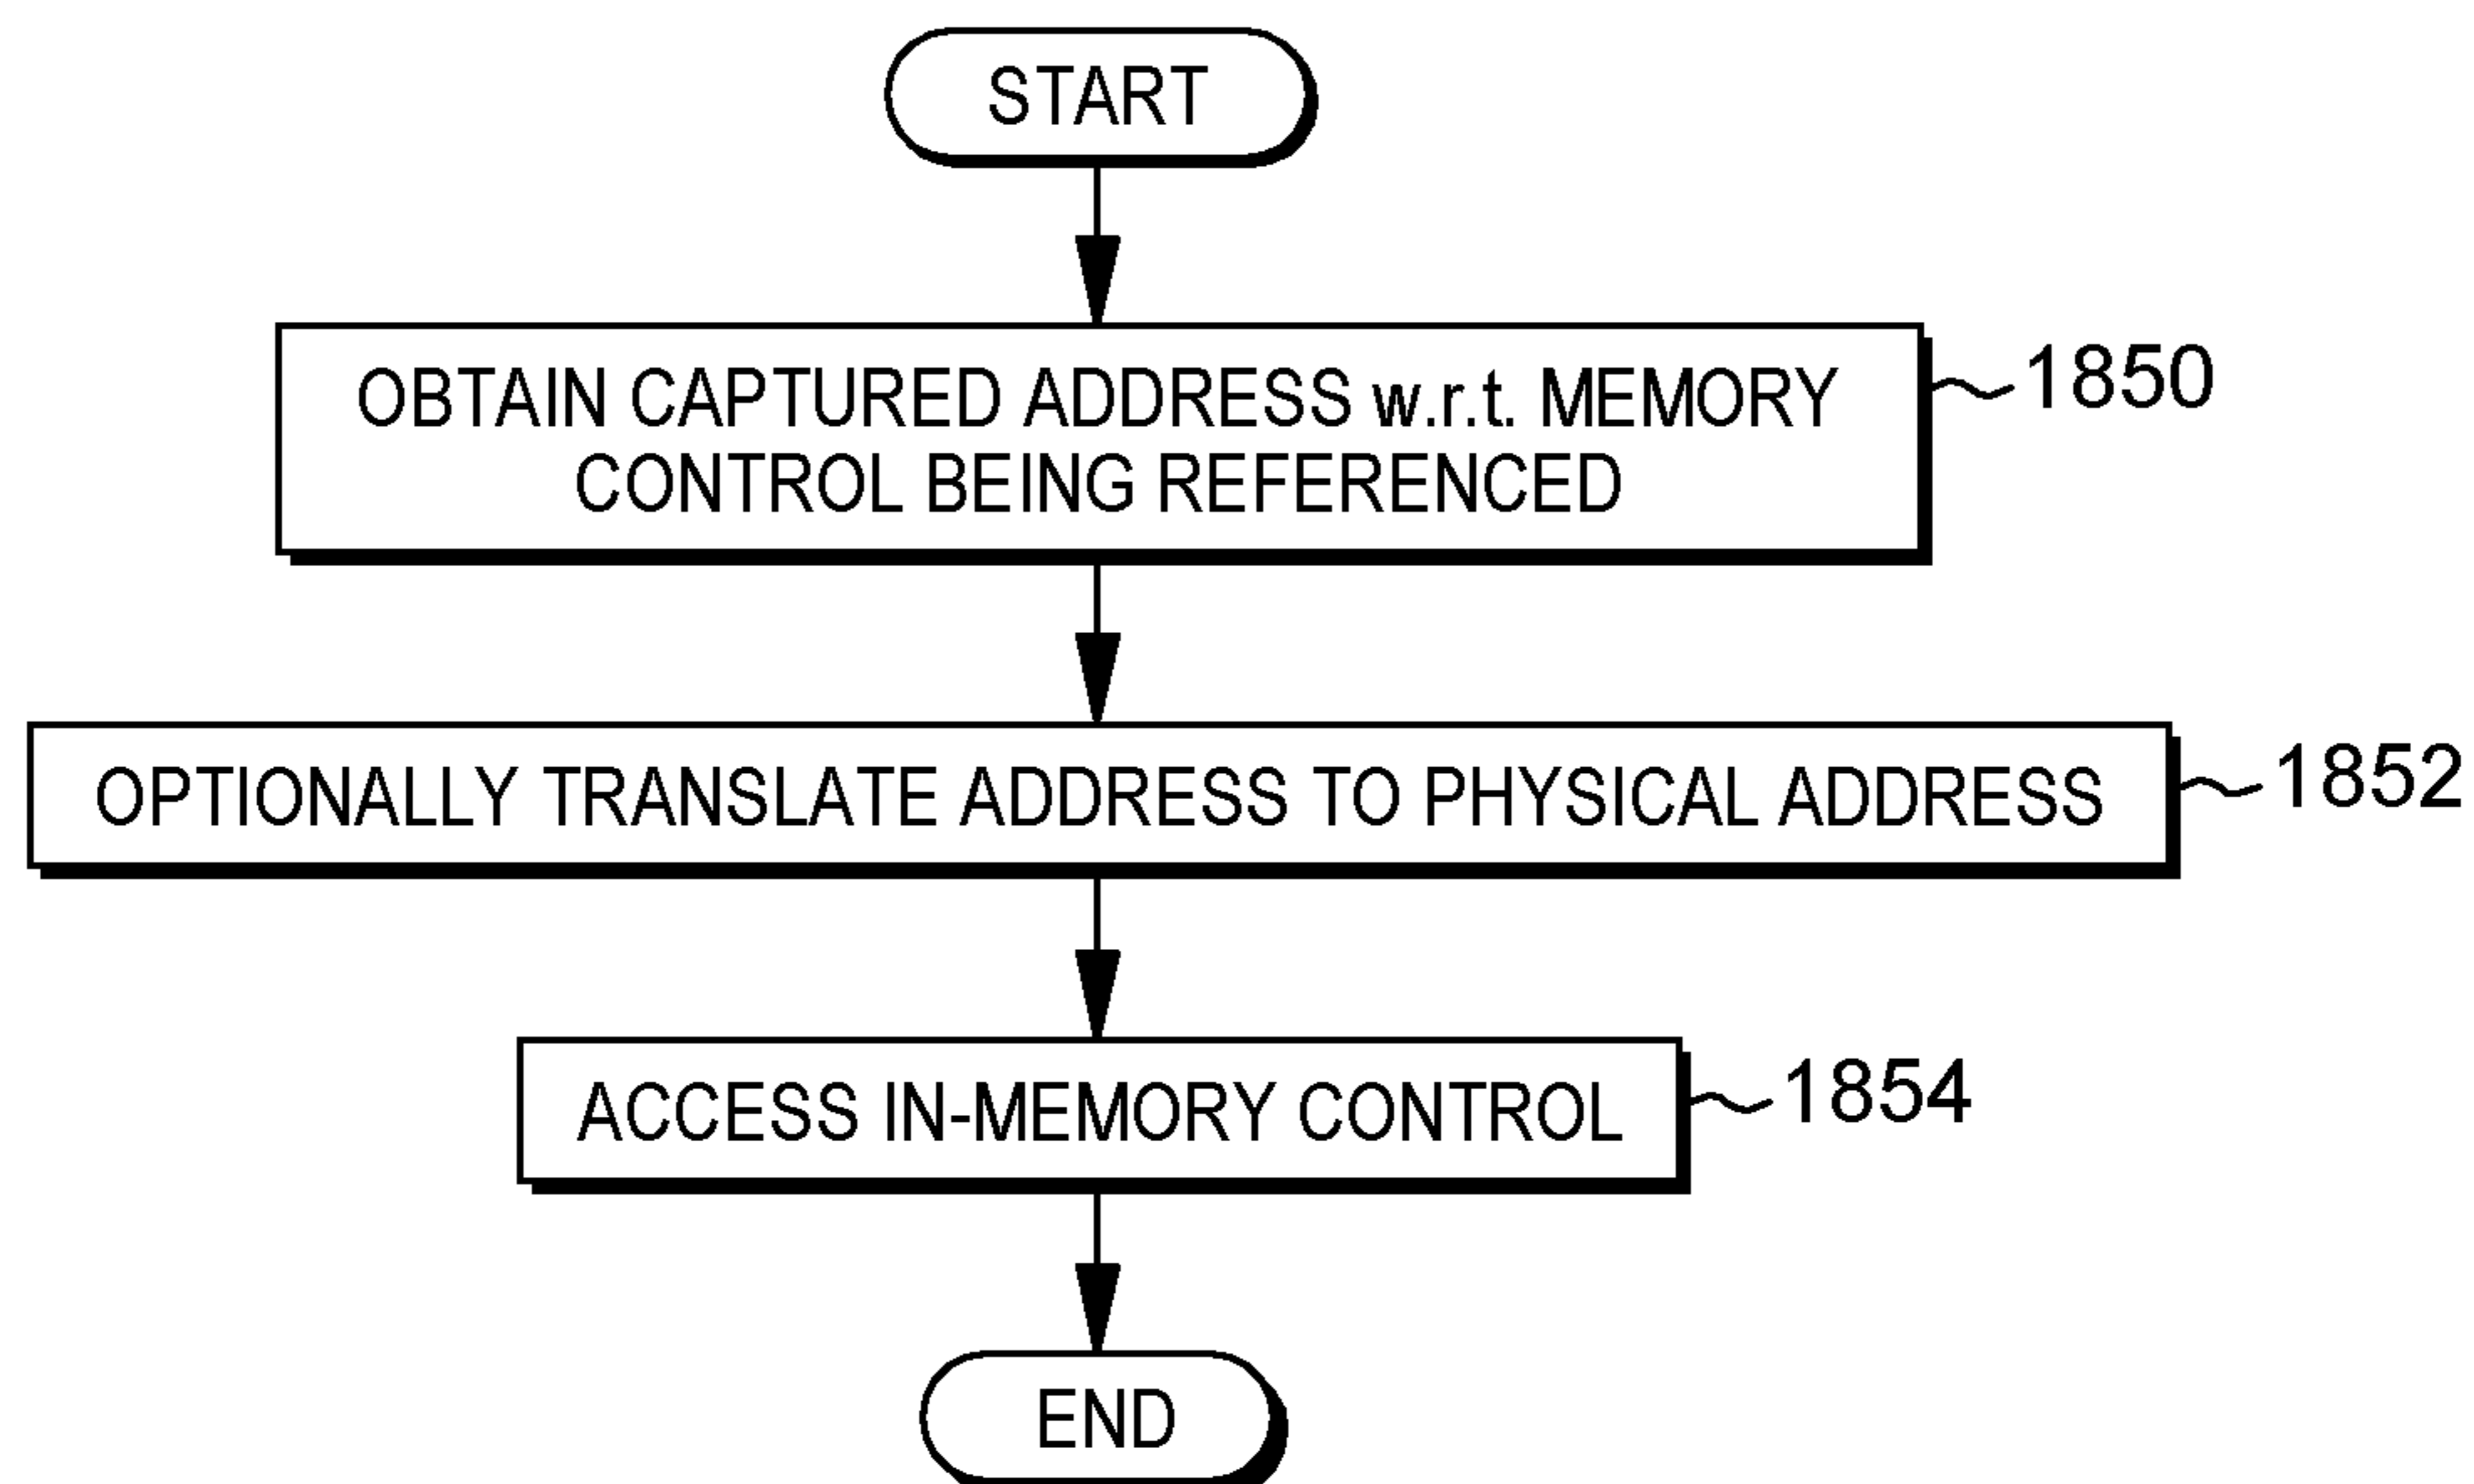 START
OBTAIN CAPTURED ADDRESS w.r.t. MEMORY
CONTROL BEING REFERENCED
1850
OPTIONALLY TRANSLATE ADDRESS TO PHYSICAL ADDRESS
1852
ACCESS IN-MEMORY CONTROL
1854
END